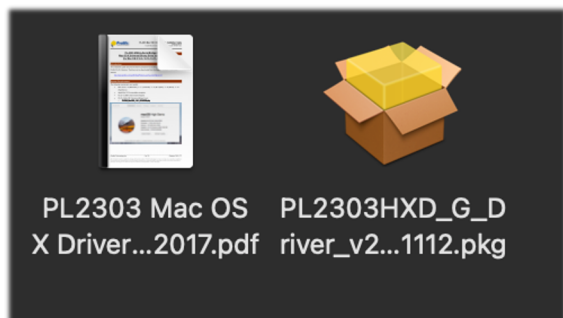 PL2303 Mac OS
X Driver...2017.pdf
PL2303HXD_G_D
river_v2...1112.pkg